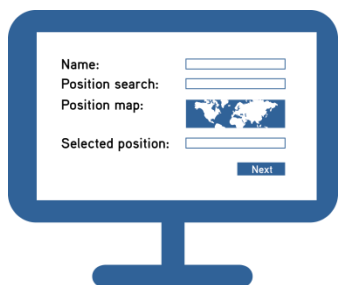 Name:
Position search:
Position map:
Selected position:
Next